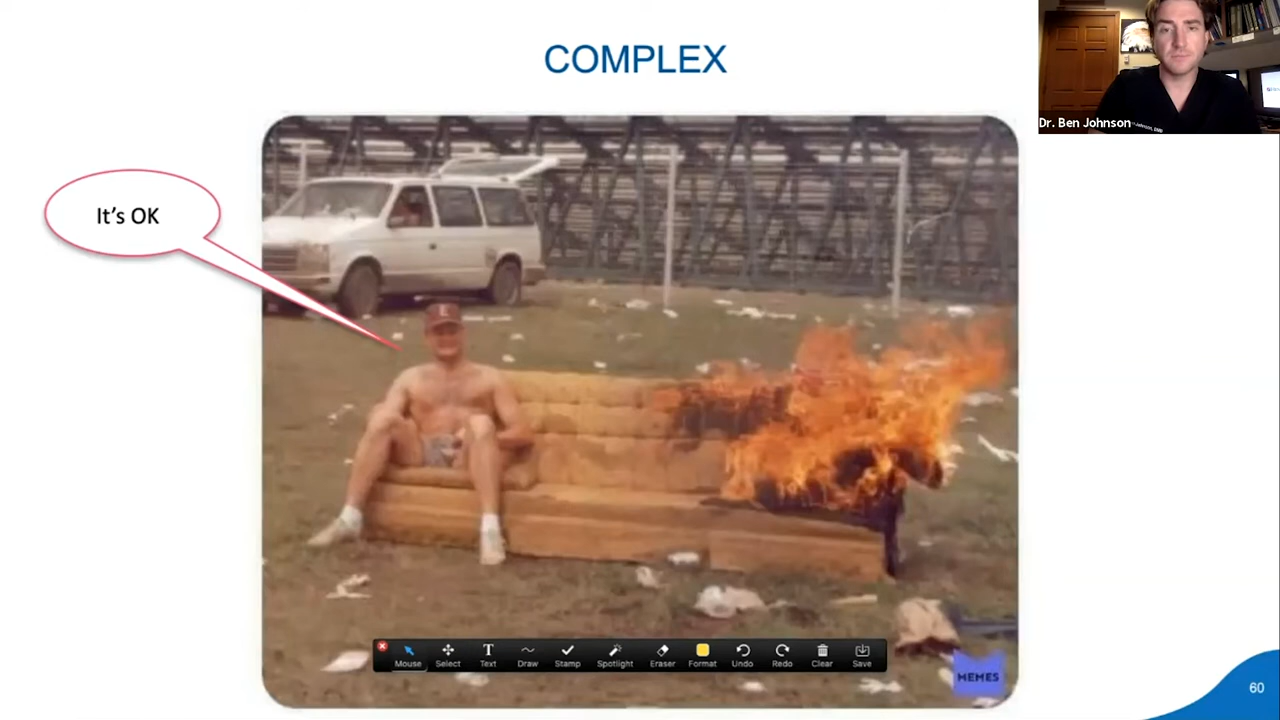 COMPLEX
Dr. Ben Johnson
It's OK
Mouse
Select
Text
Draw
Stamp
Spotlight
Eraser
Format
Undo
Redo
Clear
Save
MEMES
60